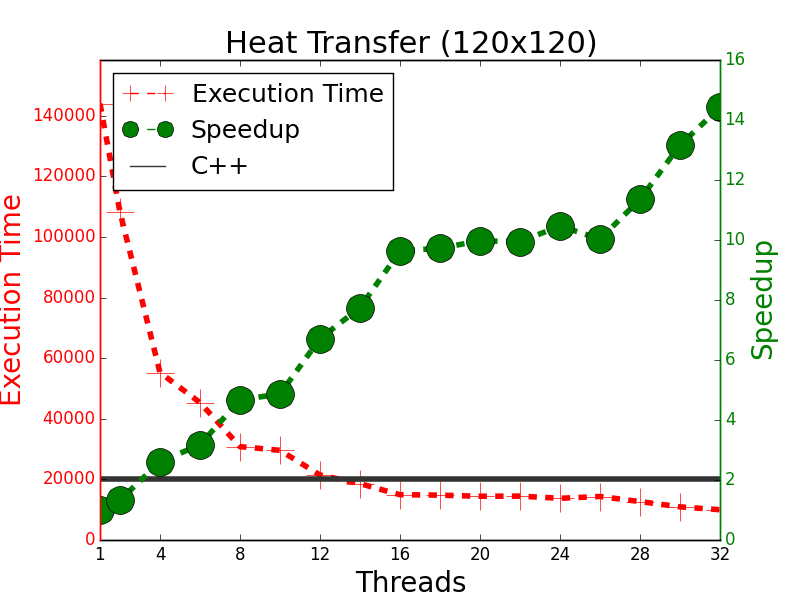 Heat Transfer (120x120)
Execution Time
Speedup
C++
140000
120000
100000
80000
60000
40000
20000
0
Execution Time
16
14
12
10
8
6
4
2
0
Speedup
1 4 8 12 16 20 24 28 32
Threads